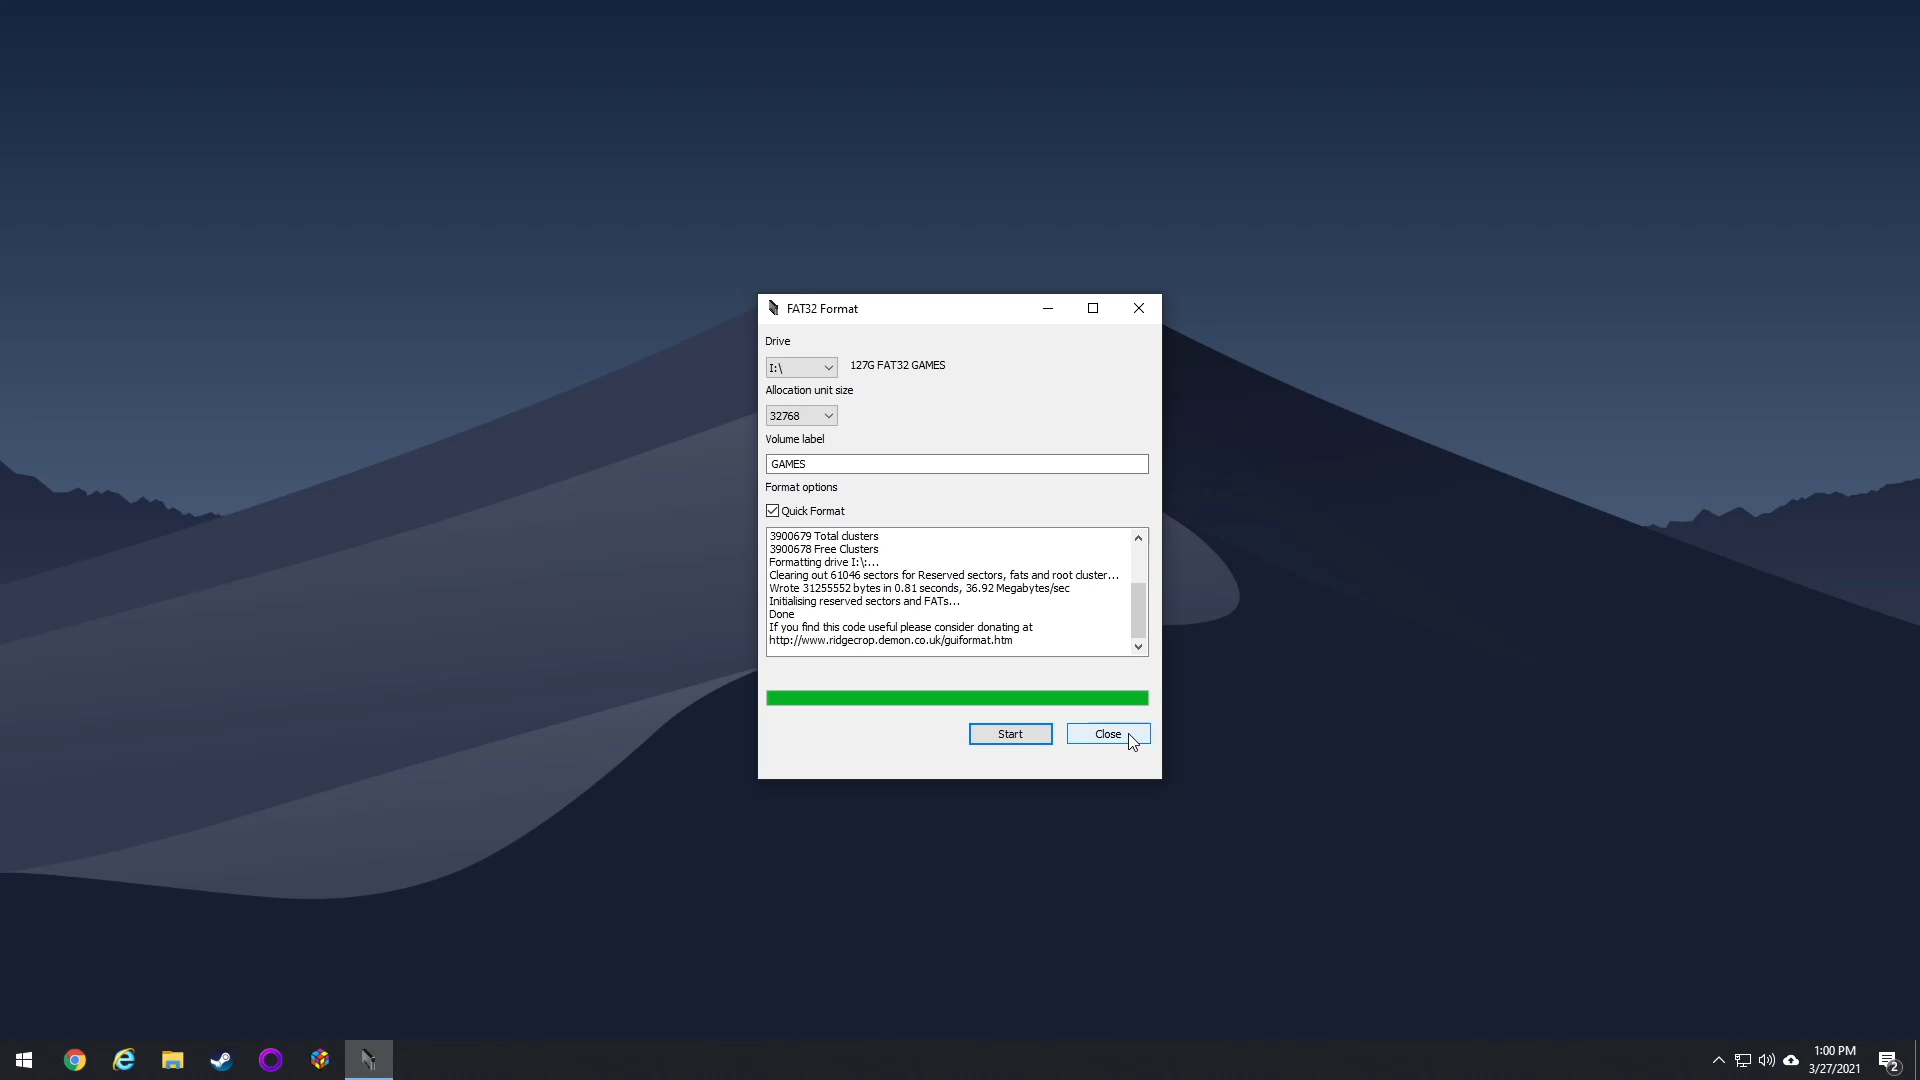 FAT32 Format
Drive
I:\
127G FAT32 GAMES
Allocation unit size
32768
Volume label
GAMES
Format options
Quick Format
3900679 Total clusters
3900678 Free Clusters
Formatting drive I:\:...
Clearing out 61046 sectors for Reserved sectors, fats and root cluster...
Wrote 31255552 bytes in 0.81 seconds, 36.92 Megabytes/sec
Initialising reserved sectors and FATs...
Done
If you find this code useful please consider donating at
http://www.ridgecrop.demon.co.uk/guiformat.htm
Start
Close
1:00 PM
3/27/2021
2